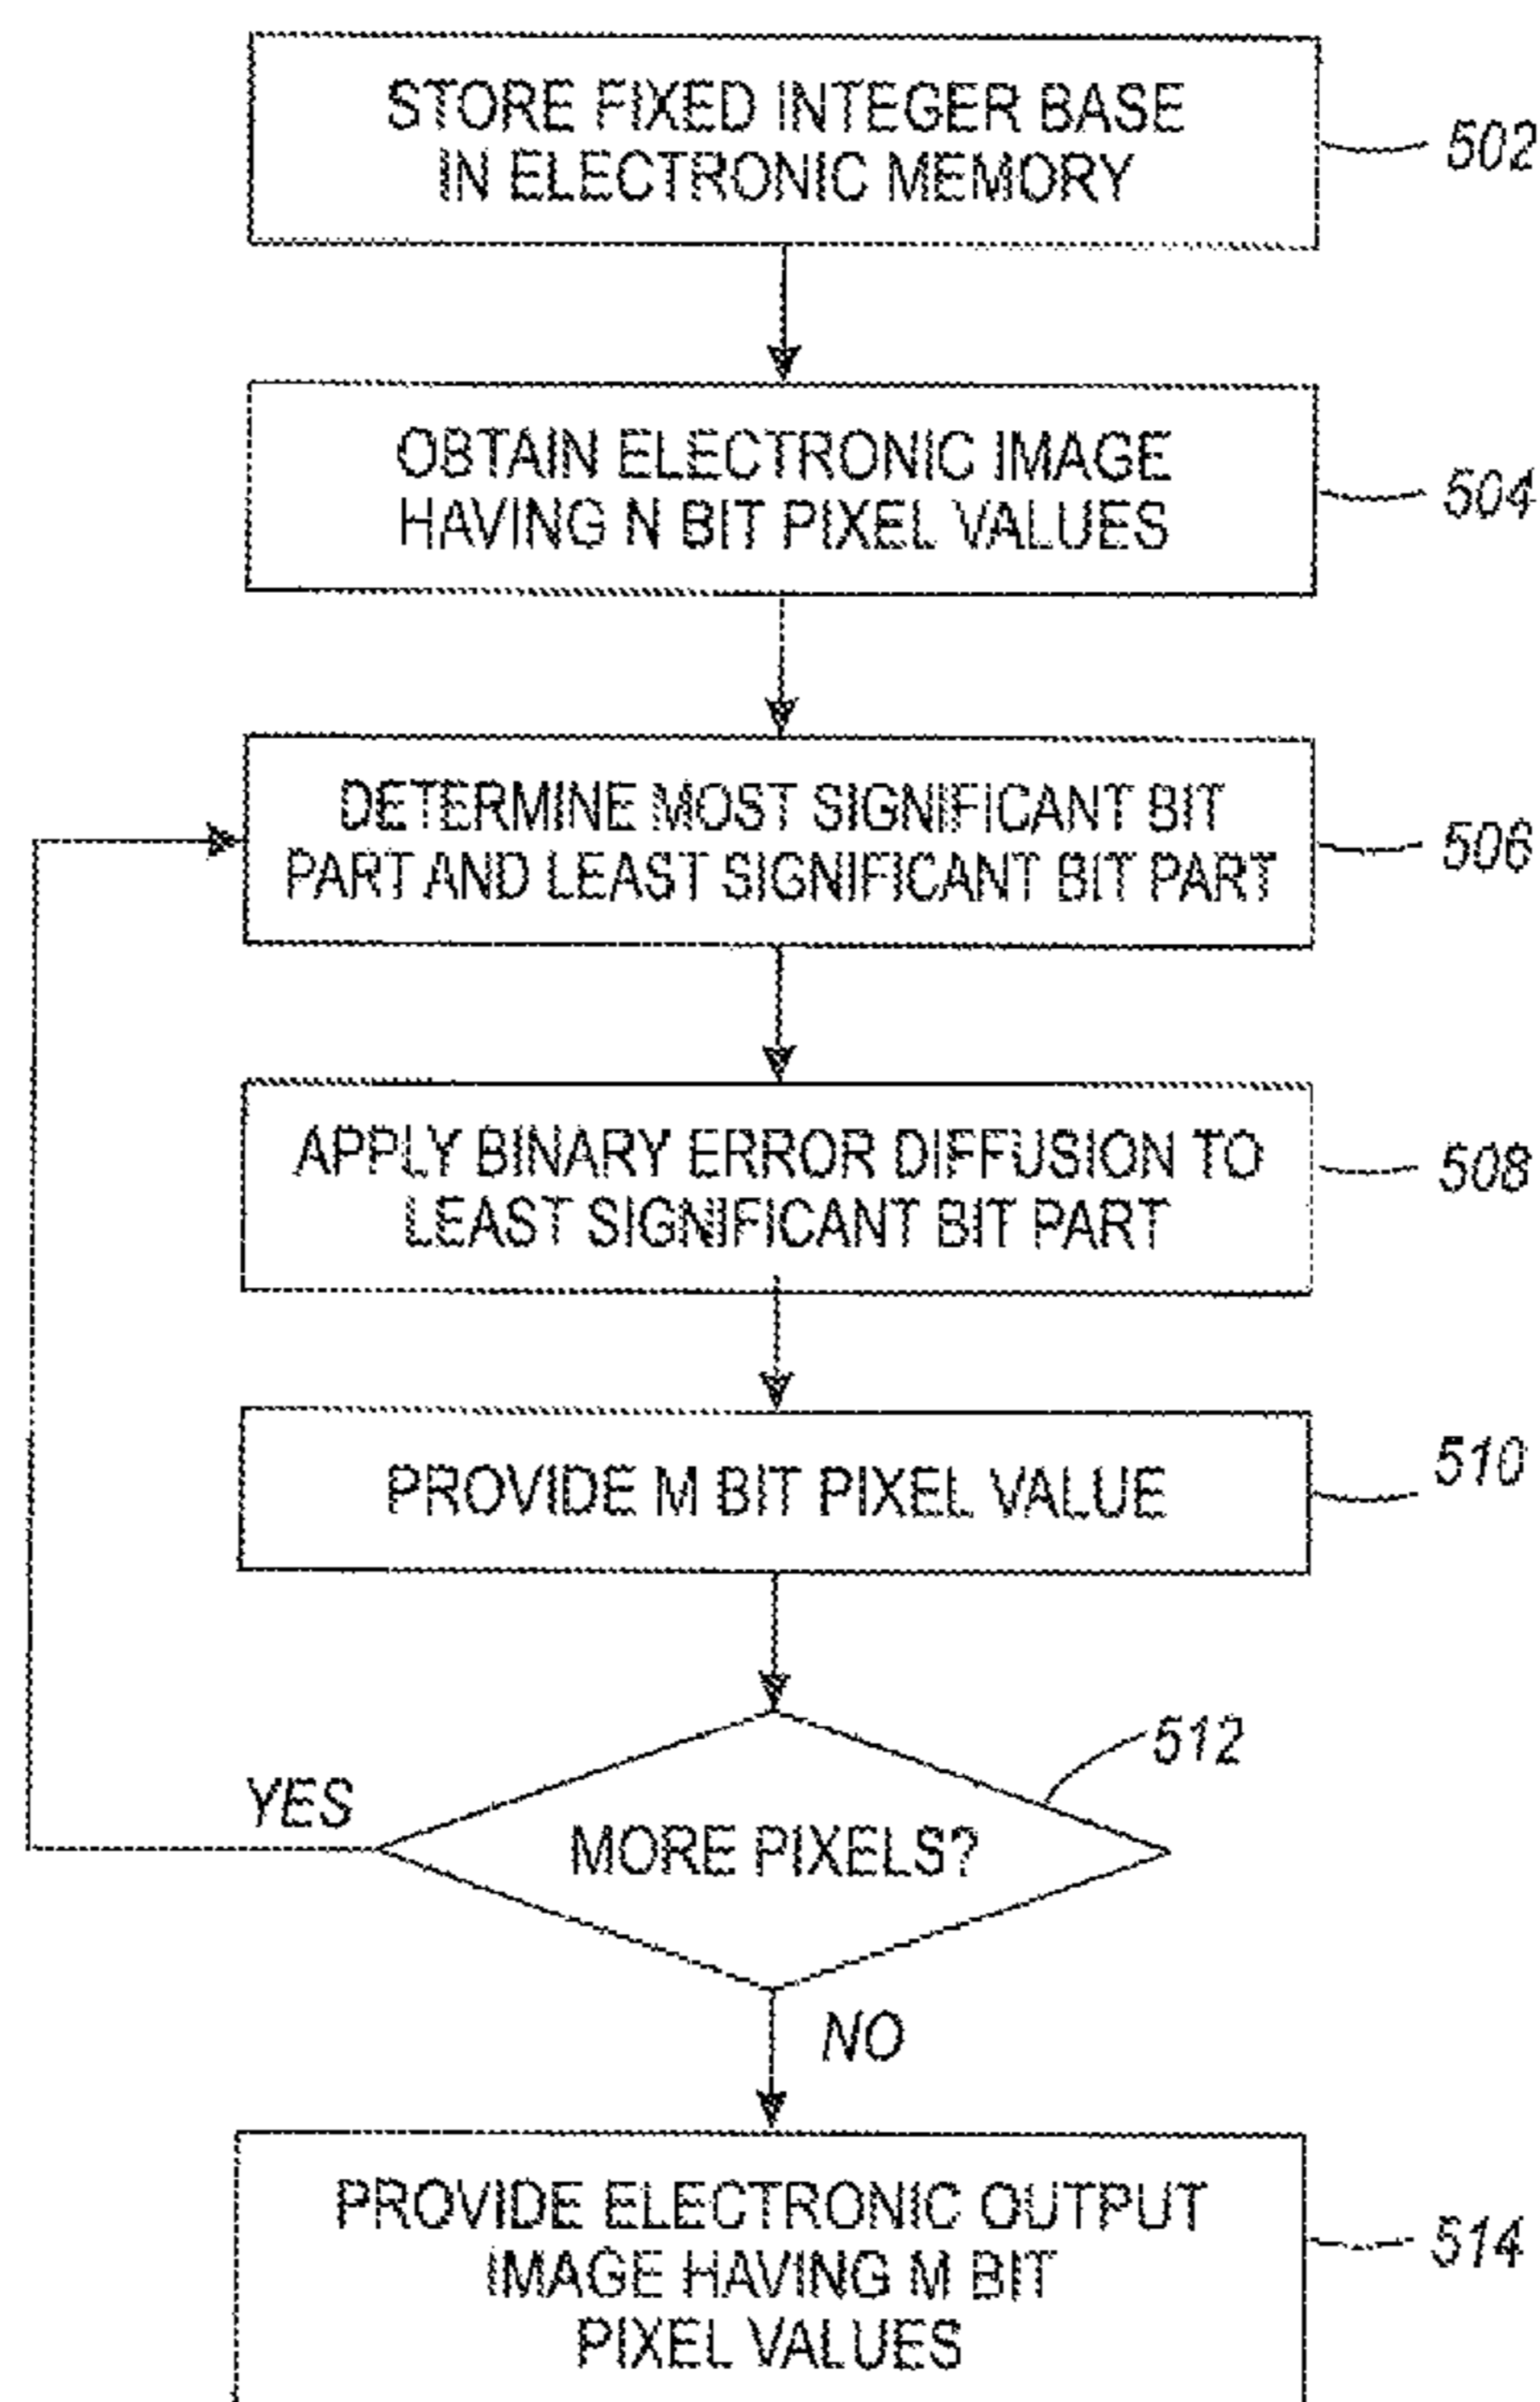 STORE FIXED INTEGER BASE
IN ELECTRONIC MEMORY
502
OBTAIN ELECTRONIC IMAGE
HAVING N BIT PIXEL VALUES
504
DETERMINE MOST SIGNIFICANT BIT
PART AND LEAST SIGNIFICANT BIT PART
506
APPLY BINARY ERROR DIFFUSION TO
LEAST SIGNIFICANT BIT PART
508
PROVIDE M BIT PIXEL VALUE
510
512
YES
MORE PIXELS?
NO
PROVIDE ELECTRONIC OUTPUT
IMAGE HAVING M BIT
PIXEL VALUES
514